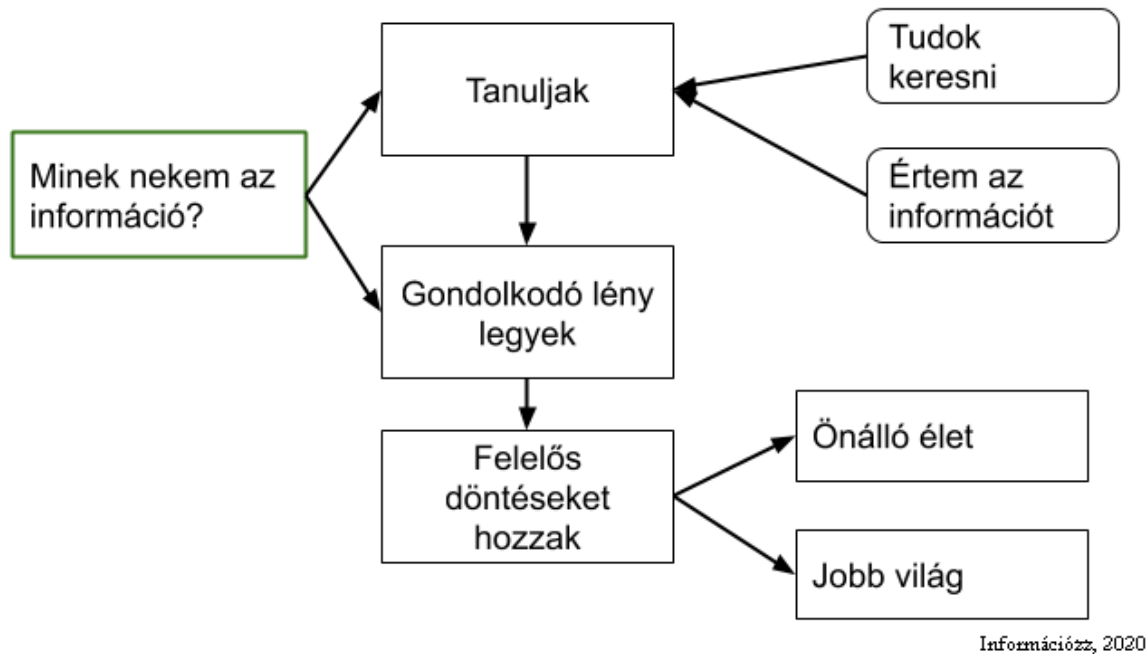 Minek nekem az
információ?
Tanuljak
Tudok
keresni
Értem az
információt
Gondolkodó lény
legyek
Felelős
döntéseket
hozzak
Önálló élet
Jobb világ
Információzz, 2020